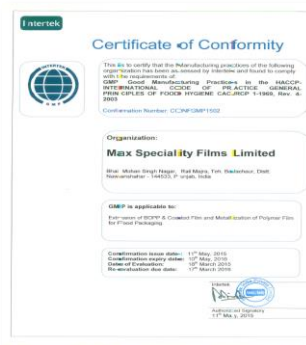 Intertek
Certificate of Conformity
This is to certify that the Manufacturing practices of the following
organization has been assessed by Intertek and found to comply
with the requirements of
GMP Good Manufacturing Practices in the HACCP-
INTERNATIONAL CODE OF PRACTICE GENERAL
PRINCIPLES OF FOOD HYGIENE CAC/RCP 1-1969, Rev. 4-
2003
Confirmation Number: CCINFGMP1502
Organization:
Max Speciality Films Limited
Bhai Mohan Singh Nagar, Rail Majra, Teh. Balachaur, Distt.
Nawanshahar - 144533, Punjab, India
GMP is applicable to:
Extrusion of BOPP & Coated Film and Metallization of Polymer Film
for Food Packaging
Confirmation issue date: 11th May, 2015
Confirmation expiry date: 10th May, 2016
Date of Evaluation: 18th March 2015
Re-evaluation due date: 17th March 2016
Intertek
Authorized Signatory
11th May, 2015